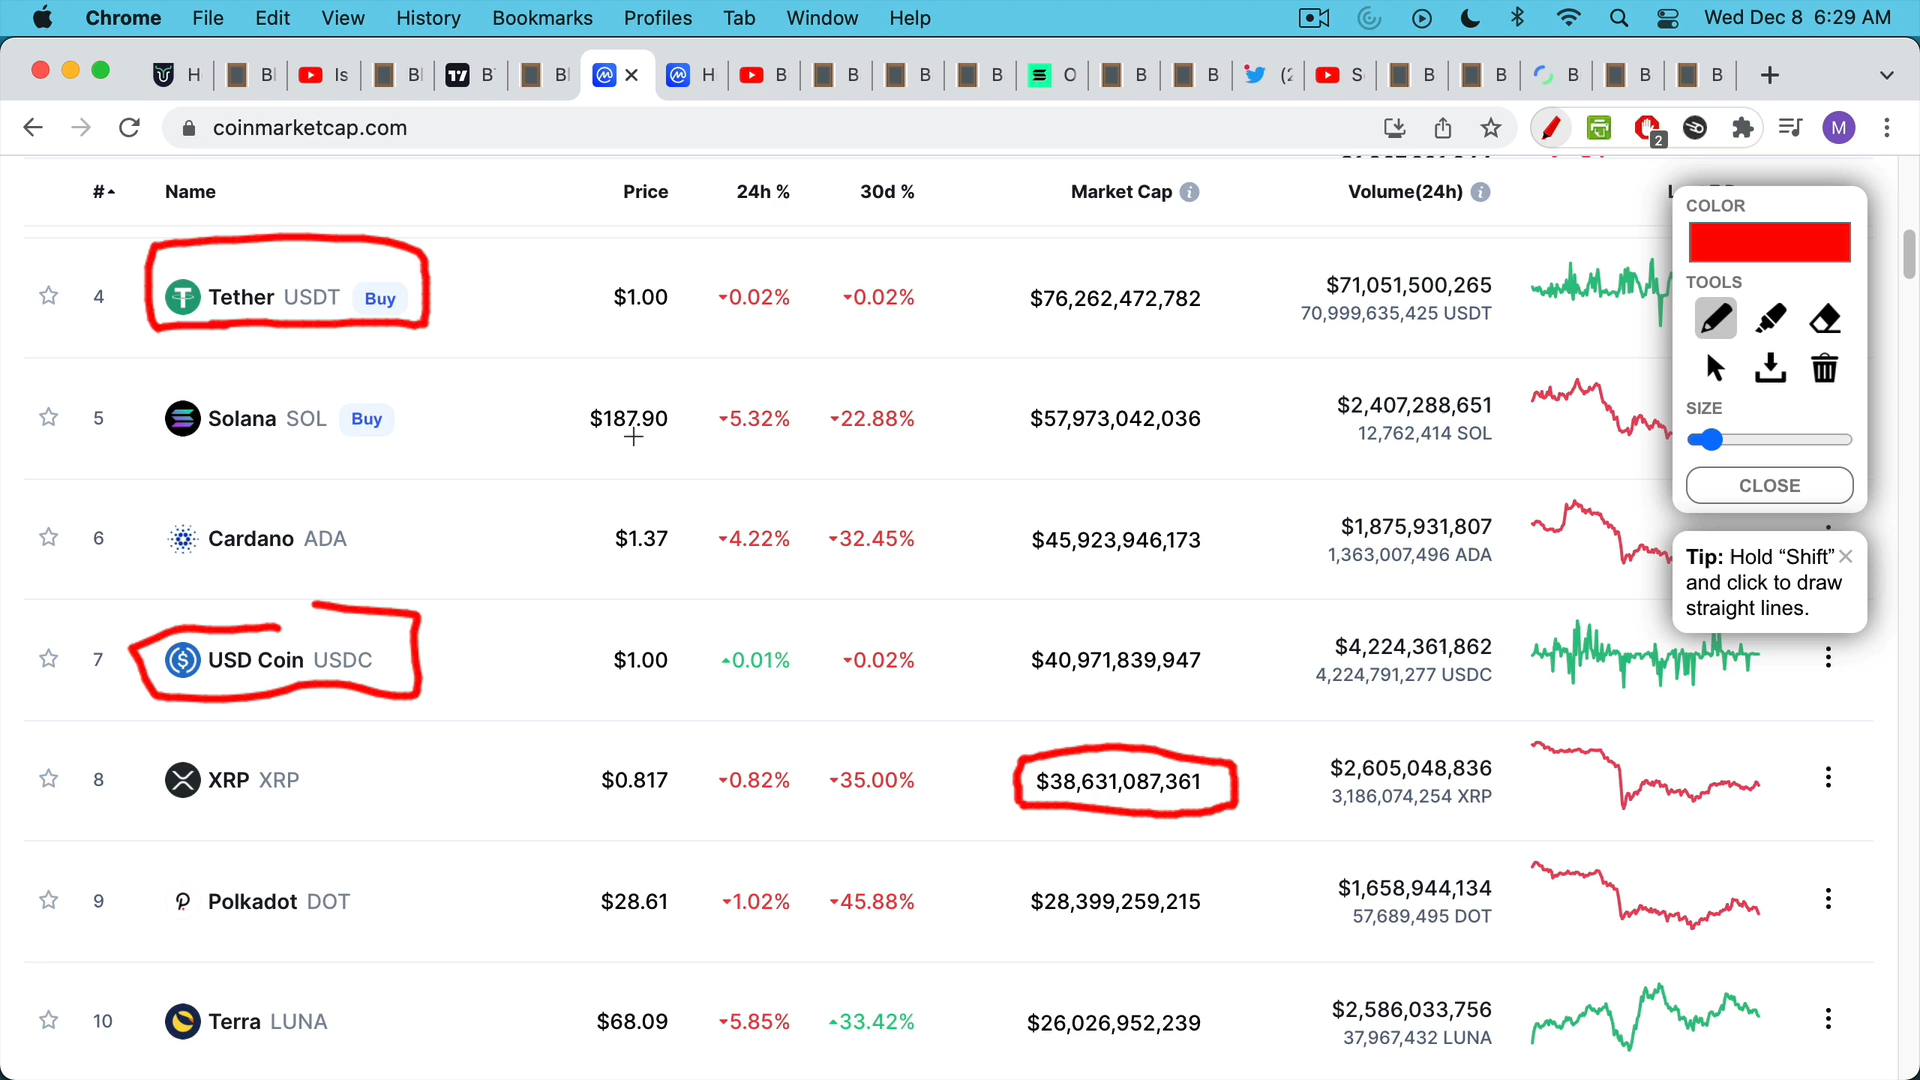 Chrome File Edit View History Bookmarks Profiles Tab Window Help Wed Dec 8 6:29 AM
H B Is B B B H B B B B O B B (2 S B B B B B
coinmarketcap.com 2 M
# Name Price 24h % 30d % Market Cap Volume(24h)
4 Tether USDT Buy $1.00 0.02% 0.02% $76,262,472,782 $71,051,500,265
70,999,635,425 USDT
5 Solana SOL Buy $187.90 5.32% 22.88% $57,973,042,036 $2,407,288,651
12,762,414 SOL
6 Cardano ADA $1.37 4.22% 32.45% $45,923,946,173 $1,875,931,807
1,363,007,496 ADA
7 USD Coin USDC $1.00 0.01% 0.02% $40,971,839,947 $4,224,361,862
4,224,791,277 USDC
8 XRP XRP $0.817 0.82% 35.00% $38,631,087,361 $2,605,048,836
3,186,074,254 XRP
9 Polkadot DOT $28.61 1.02% 45.88% $28,399,259,215 $1,658,944,134
57,689,495 DOT
10 Terra LUNA $68.09 5.85% 33.42% $26,026,952,239 $2,586,033,756
37,967,432 LUNA
COLOR
TOOLS
SIZE
CLOSE
Tip: Hold “Shift”
and click to draw
straight lines.